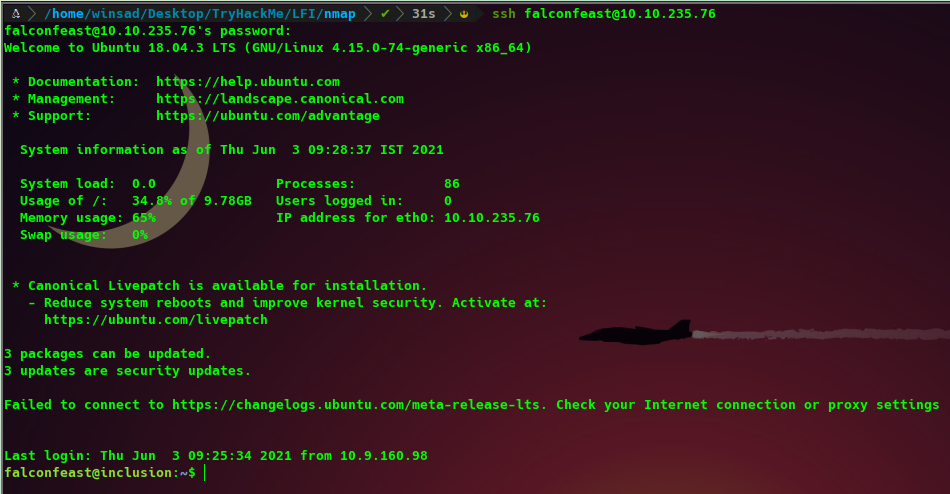 /home/winsad/Desktop/TryHackMe/LFI/nmap ✔ 31s ssh falconfeast@10.10.235.76
falconfeast@10.10.235.76's password:
Welcome to Ubuntu 18.04.3 LTS (GNU/Linux 4.15.0-74-generic x86_64)
* Documentation: https://help.ubuntu.com
* Management: https://landscape.canonical.com
* Support: https://ubuntu.com/advantage
System information as of Thu Jun 3 09:28:37 IST 2021
System load: 0.0 Processes: 86
Usage of /: 34.8% of 9.78GB Users logged in: 0
Memory usage: 65% IP address for eth0: 10.10.235.76
Swap usage: 0%
* Canonical Livepatch is available for installation.
- Reduce system reboots and improve kernel security. Activate at:
https://ubuntu.com/livepatch
3 packages can be updated.
3 updates are security updates.
Failed to connect to https://changelogs.ubuntu.com/meta-release-lts. Check your Internet connection or proxy settings
Last login: Thu Jun 3 09:25:34 2021 from 10.9.160.98
falconfeast@inclusion:~$